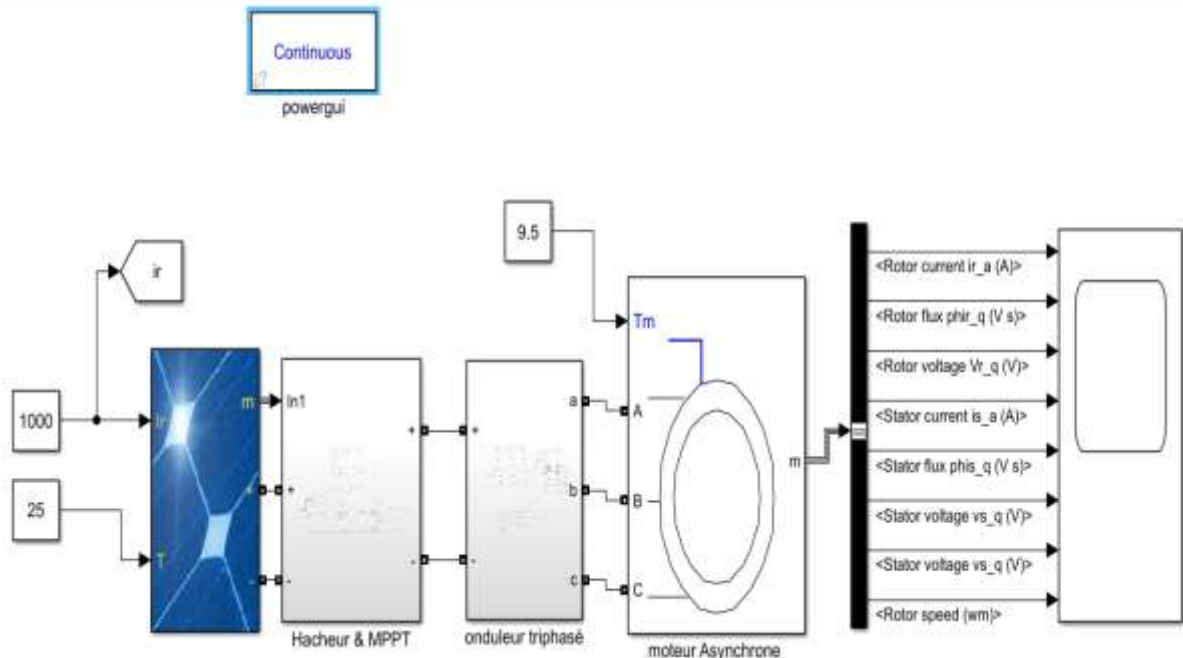 Continuous
powergui
9.5
ir
1000
25
Ir
T
m
+
-
In1
+
-
+
-
Hacheur & MPPT
+
-
a
b
c
onduleur triphasé
Tm
A
B
C
m
moteur Asynchrone
<Rotor current ir_a (A)>
<Rotor flux phir_q (V s)>
<Rotor voltage Vr_q (V)>
<Stator current is_a (A)>
<Stator flux phis_q (V s)>
<Stator voltage vs_q (V)>
<Stator voltage vs_q (V)>
<Rotor speed (wm)>